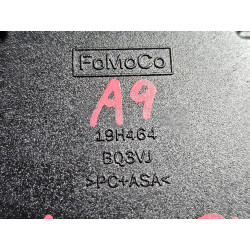 FoMoCo
A9
19H464
BQ3VJ
>PC+ASA<